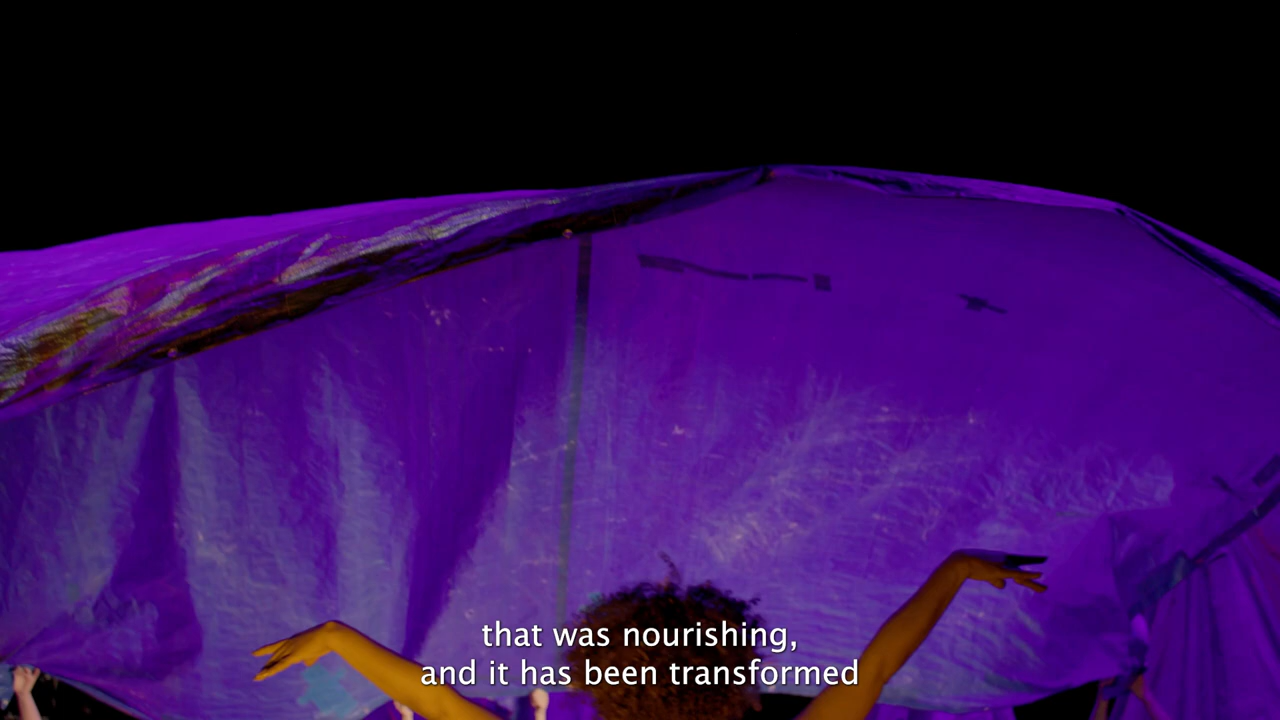 that was nourishing,
and it has been transformed